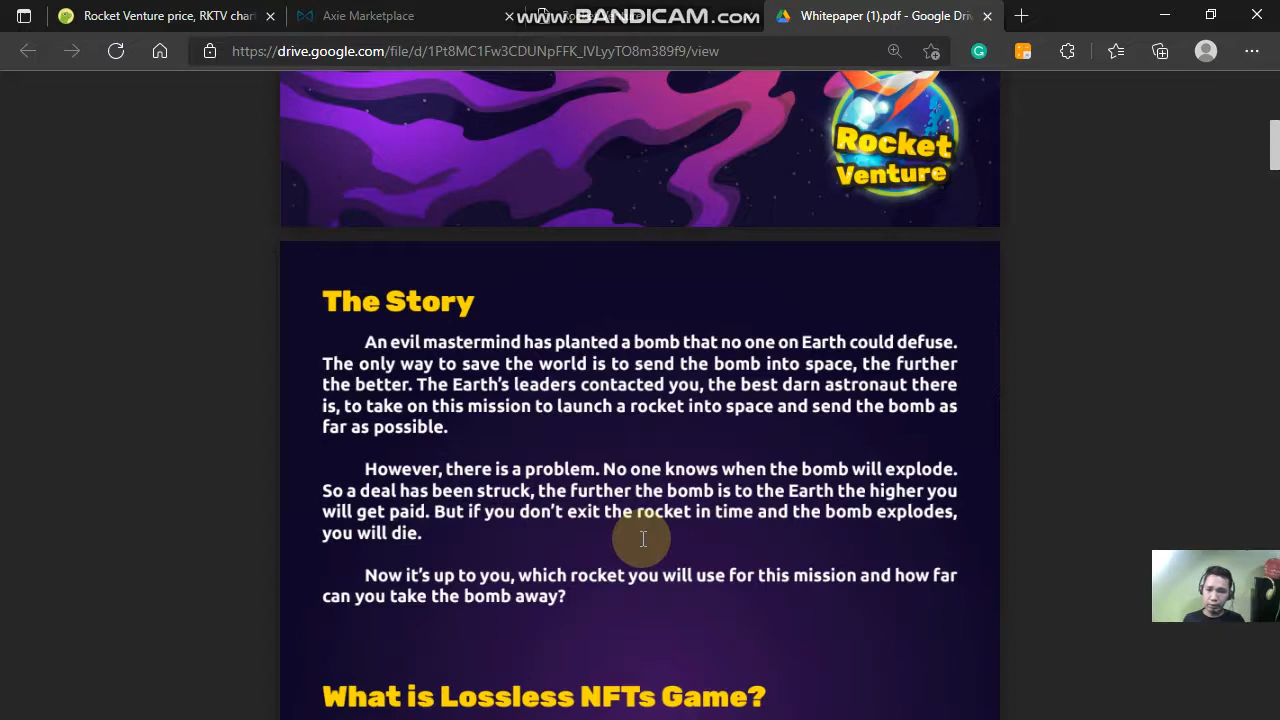 Rocket Venture price, RKTV char
Axie Marketplace
www.BANDICAM.com
Whitepaper (1).pdf - Google Driv
https://drive.google.com/file/d/1Pt8MC1Fw3CDUNpFFK_IVLyyTO8m389f9/view
Rocket
Venture
The Story
An evil mastermind has planted a bomb that no one on Earth could defuse.
The only way to save the world is to send the bomb into space, the further
the better. The Earth's leaders contacted you, the best darn astronaut there
is, to take on this mission to launch a rocket into space and send the bomb as
far as possible.
However, there is a problem. No one knows when the bomb will explode.
So a deal has been struck, the further the bomb is to the Earth the higher you
will get paid. But if you don't exit the rocket in time and the bomb explodes,
you will die.
Now it's up to you, which rocket you will use for this mission and how far
can you take the bomb away?
What is Lossless NFTs Game?